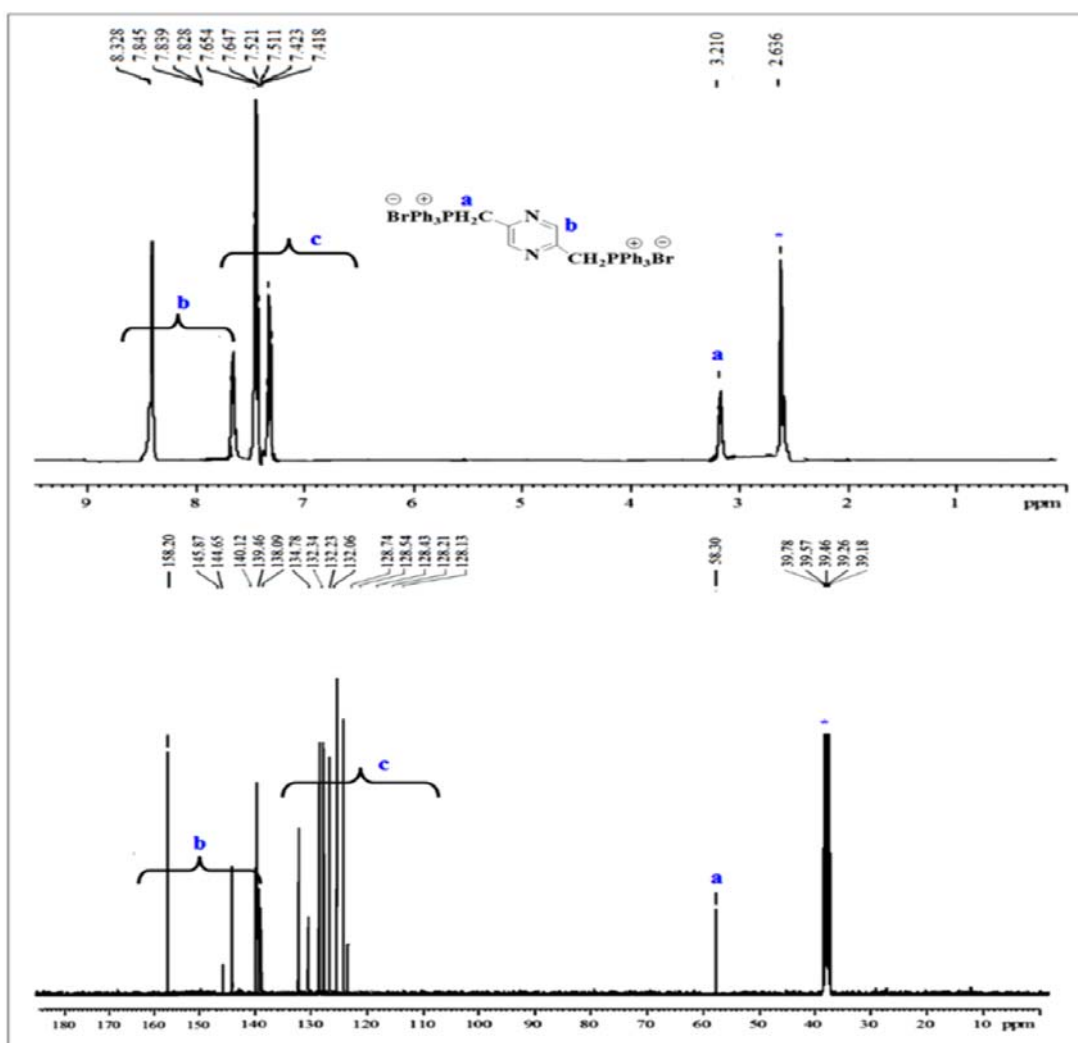 8.328
7.845
7.839
7.828
7.654
7.647
7.521
7.511
7.423
7.418
3.210
2.636
⊖ ⊕ a
BrPh₃PH₂C N b
N ⊕ ⊖
CH₂PPh₃Br
c
b
a
*
9 8 7 6 5 4 3 2 1 ppm
158.20
145.87
144.65
140.12
139.46
138.09
134.78
132.34
132.23
132.06
128.74
128.54
128.43
128.21
128.13
58.30
39.78
39.57
39.46
39.26
39.18
*
c
b
a
180 170 160 150 140 130 120 110 100 90 80 70 60 50 40 30 20 10 ppm